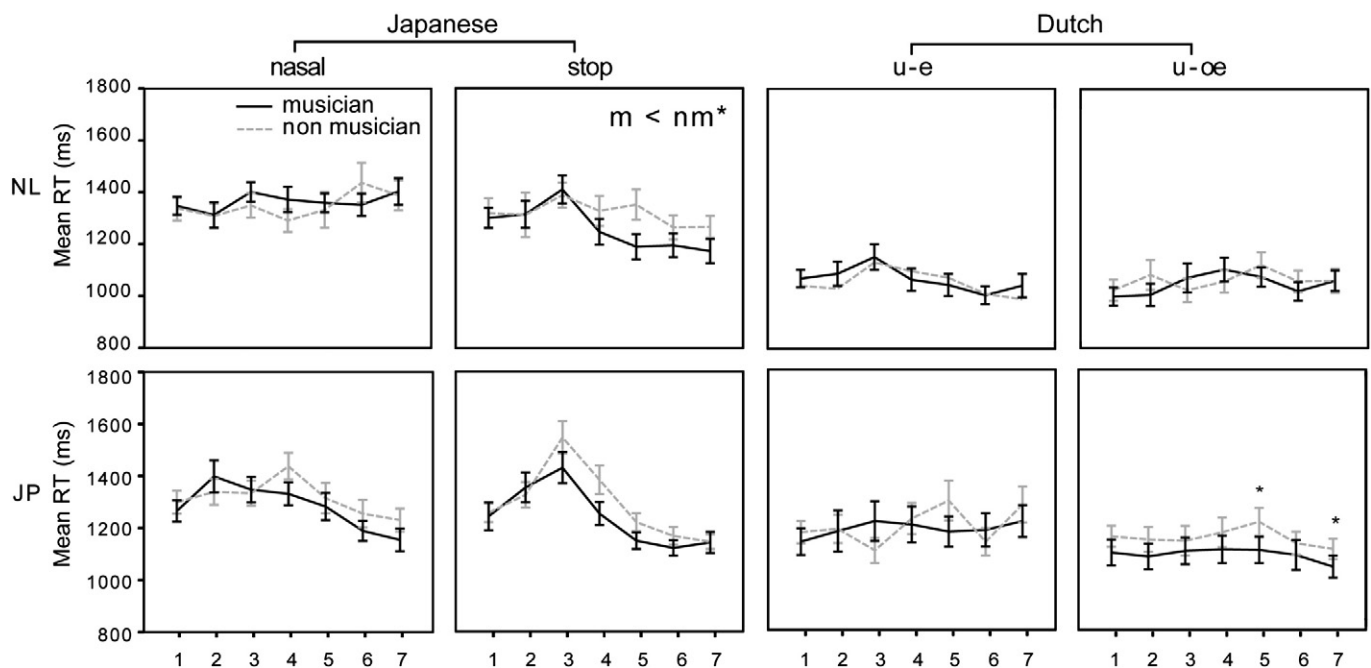 Japanese Dutch
nasal stop u-e u-œ
1800
1600
1400
1200
1000
800
Mean RT (ms)
NL
musician
non musician
m < nm*
1800
1600
1400
1200
1000
800
Mean RT (ms)
JP
* *
1 2 3 4 5 6 7 1 2 3 4 5 6 7 1 2 3 4 5 6 7 1 2 3 4 5 6 7